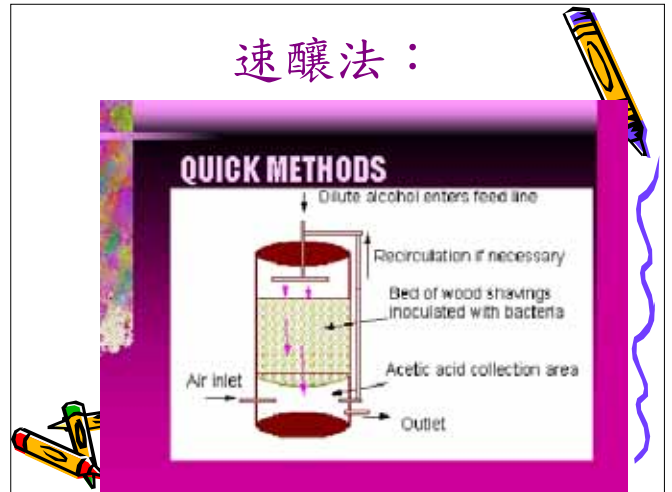 速釀法：
QUICK METHODS
Dilute alcohol enters feed line
Recirculation if necessary
Bed of wood shavings
inoculated with bacteria
Acetic acid collection area
Air inlet
Outlet